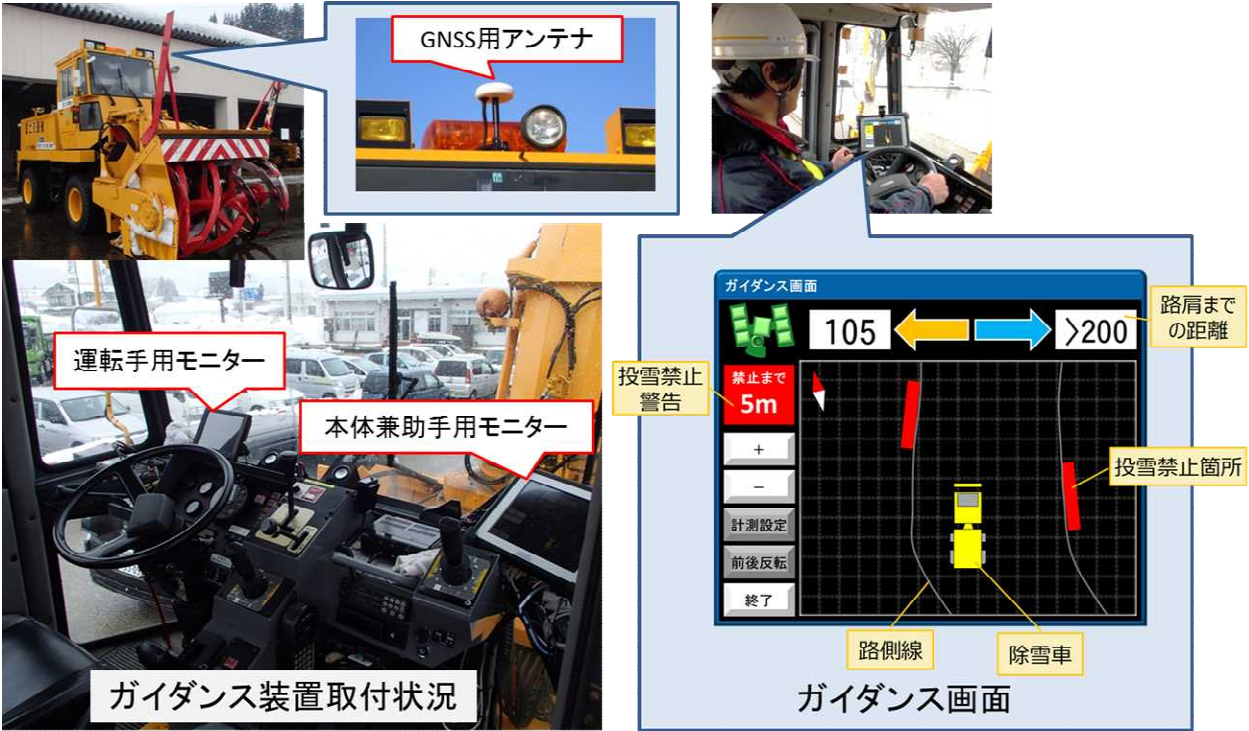 GNSS用アンテナ
運転手用モニター
本体兼助手用モニター
ガイダンス装置取付状況
ガイダンス画面
105
>200
路肩まで
の距離
投雪禁止
警告
禁止まで
5m
+
−
計測設定
前後反転
終了
投雪禁止箇所
路側線
除雪車
ガイダンス画面